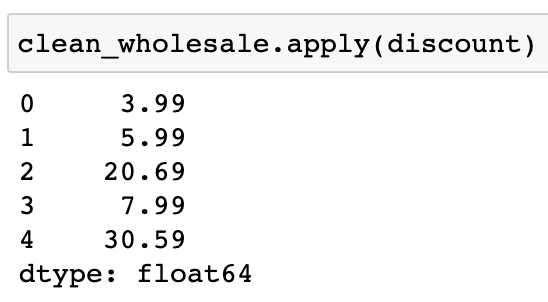 clean_wholesale.apply(discount)
0 3.99
1 5.99
2 20.69
3 7.99
4 30.59
dtype: float64